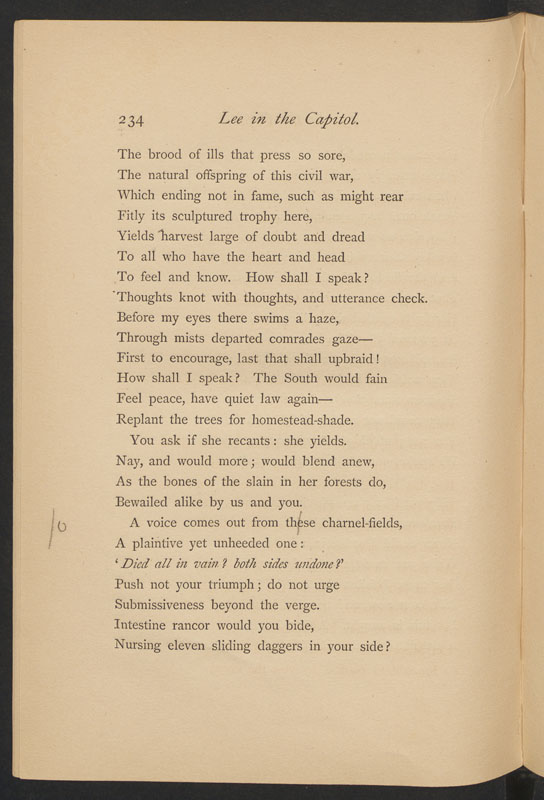 234 Lee in the Capitol.
The brood of ills that press so sore,
The natural offspring of this civil war,
Which ending not in fame, such as might rear
Fitly its sculptured trophy here,
Yields harvest large of doubt and dread
To all who have the heart and head
To feel and know. How shall I speak?
Thoughts knot with thoughts, and utterance check.
Before my eyes there swims a haze,
Through mists departed comrades gaze—
First to encourage, last that shall upbraid!
How shall I speak? The South would fain
Feel peace, have quiet law again—
Replant the trees for homestead-shade.
You ask if she recants: she yields.
Nay, and would more; would blend anew,
As the bones of the slain in her forests do,
Bewailed alike by us and you.
A voice comes out from these charnel-fields,
A plaintive yet unheeded one:
‘Died all in vain? both sides undone?’
Push not your triumph; do not urge
Submissiveness beyond the verge.
Intestine rancor would you bide,
Nursing eleven sliding daggers in your side?